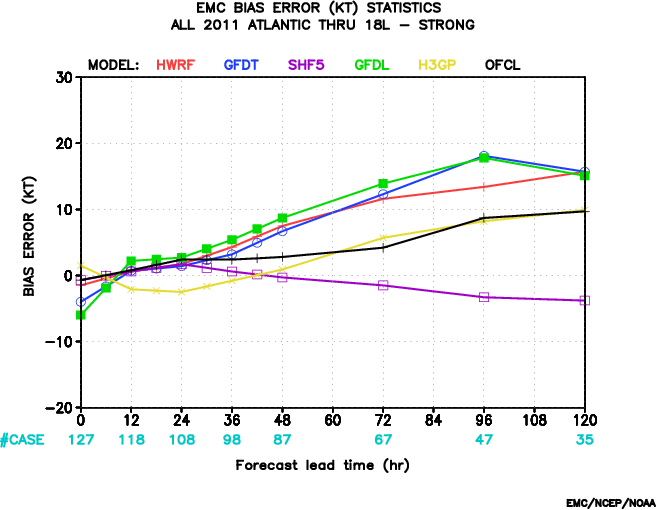 EMC BIAS ERROR (KT) STATISTICS
ALL 2011 ATLANTIC THRU 18L – STRONG
MODEL: HWRF GFDT SHF5 GFDL H3GP OFCL
30
20
10
0
−10
−20
BIAS ERROR (KT)
0 12 24 36 48 60 72 84 96 108 120
#CASE 127 118 108 98 87 67 47 35
Forecast lead time (hr)
EMC/NCEP/NOAA